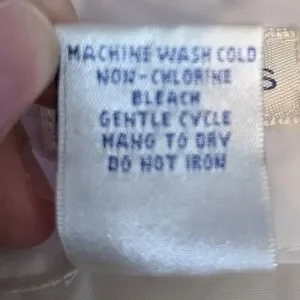 MACHINE WASH COLD
NON-CHLORINE
BLEACH
GENTLE CYCLE
HANG TO DRY
DO NOT IRON
S